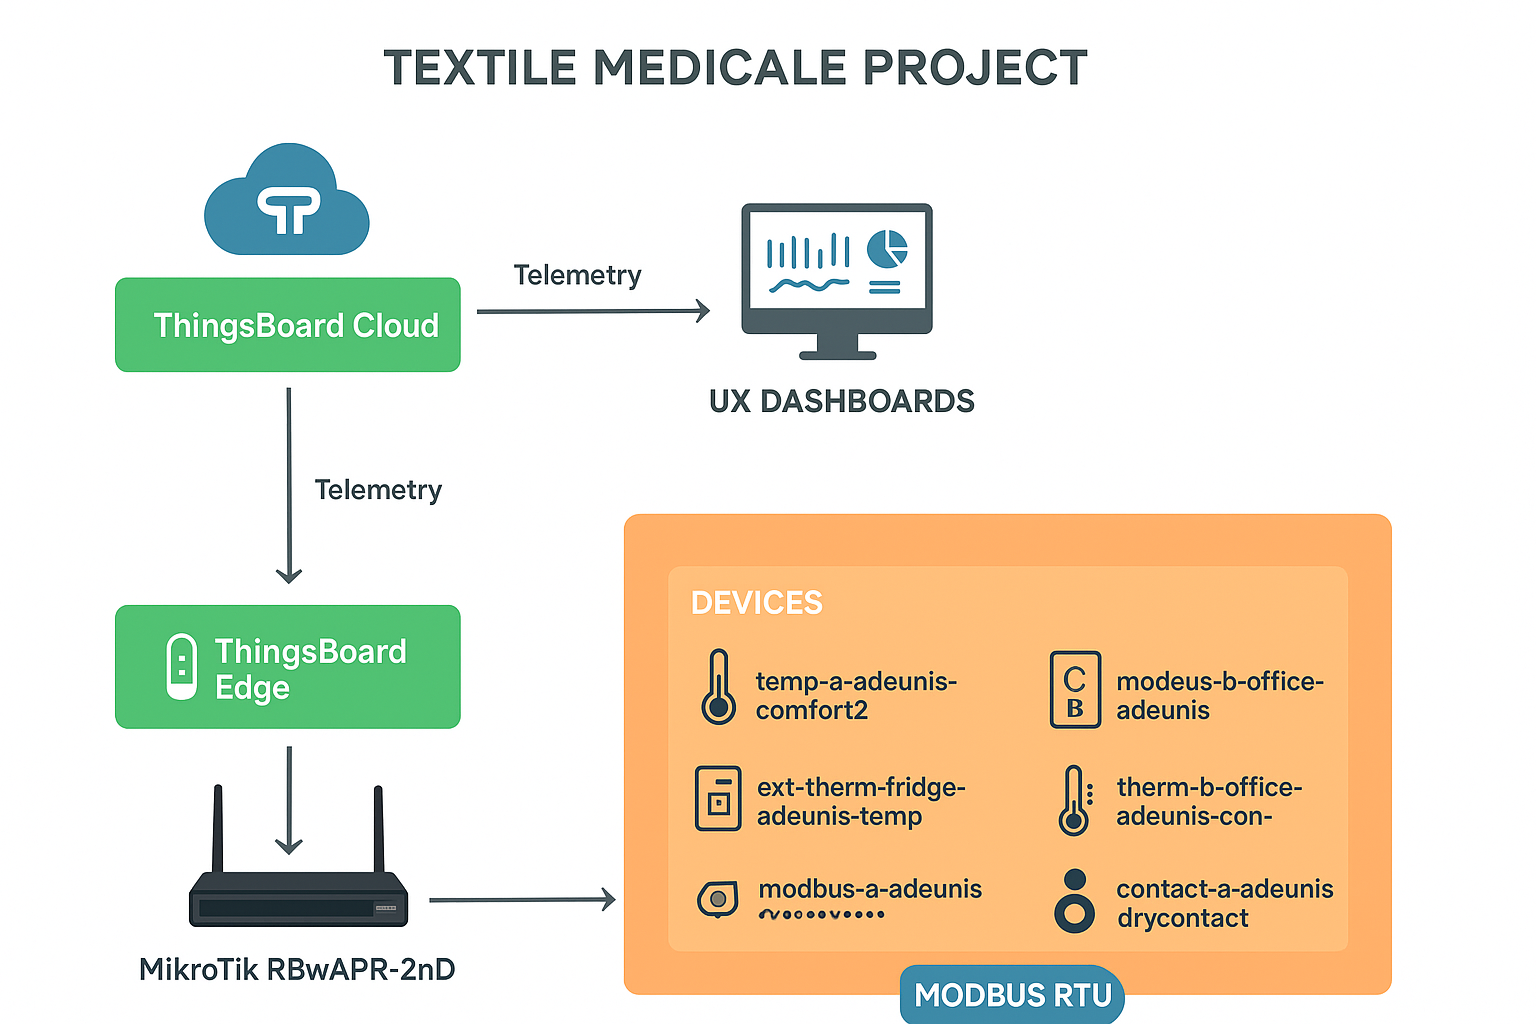 TEXTILE MEDICALE PROJECT
ThingsBoard Cloud
Telemetry
UX DASHBOARDS
Telemetry
ThingsBoard
Edge
MikroTik RBwAPR-2nD
DEVICES
temp-a-adeunis-
comfort2
modeus-b-office-
adeunis
C
B
ext-therm-fridge-
adeunis-temp
therm-b-office-
adeunis-con-
modbus-a-adeunis
contact-a-adeunis
drycontact
MODBUS RTU